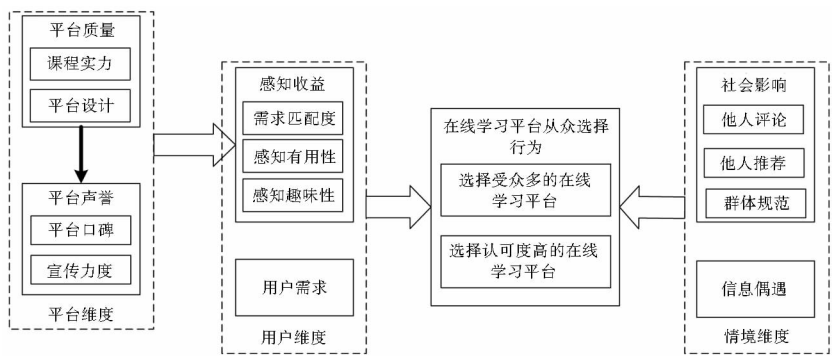 平台质量
课程实力
平台设计
平台声誉
平台口碑
宣传力度
平台维度
感知收益
需求匹配度
感知有用性
感知趣味性
用户需求
用户维度
在线学习平台从众选择
行为
选择受众多的在线
学习平台
选择认可度高的在线
学习平台
社会影响
他人评论
他人推荐
群体规范
信息偶遇
情境维度